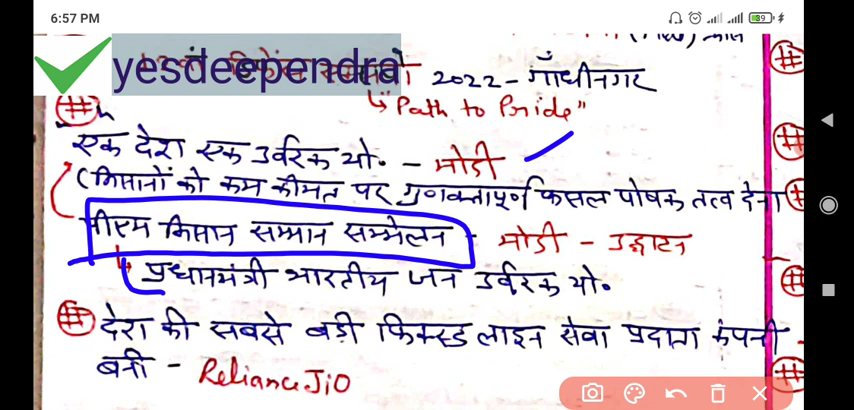 6:57 PM
89
yesdeependra
2022 - गाँधीनगर
↳ "Path to Pride"
एक देश एक उर्वरक यो. - मोदी
(किसानों को कम कीमत पर गुणवत्तापूर्ण फसल पोषक तत्व देना
पीएम किसान सम्मान सम्मेलन - मोदी - उद्घाटन
↳ प्रधानमंत्री भारतीय जन उर्वरक यो.
देश की सबसे बड़ी फिक्स्ड लाइन सेवा प्रदाता कंपनी -
बनी - Reliance Jio